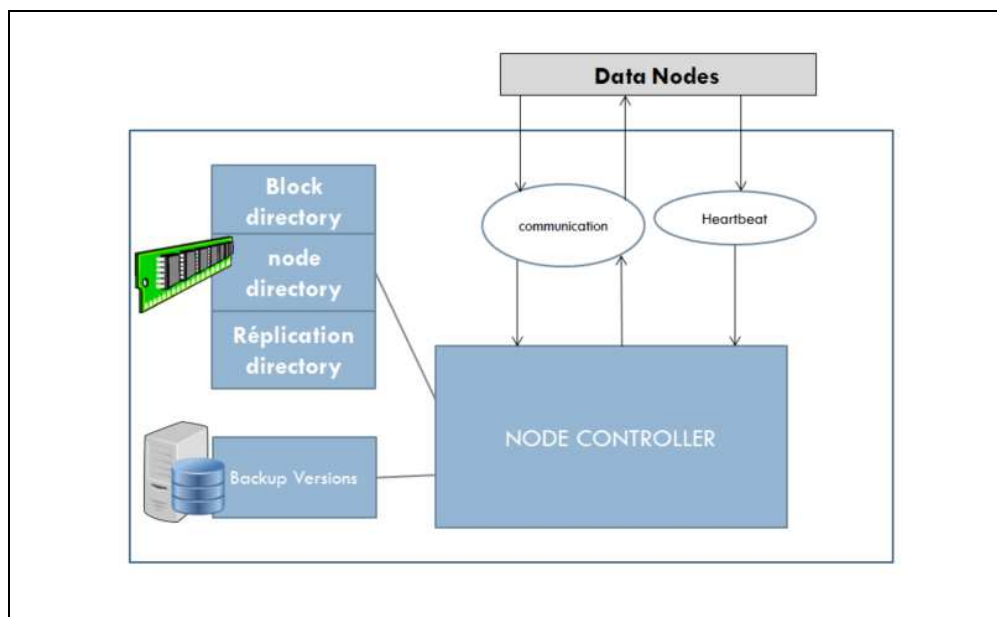 Data Nodes
Block
directory
node
directory
Réplication
directory
communication
Heartbeat
NODE CONTROLLER
Backup Versions